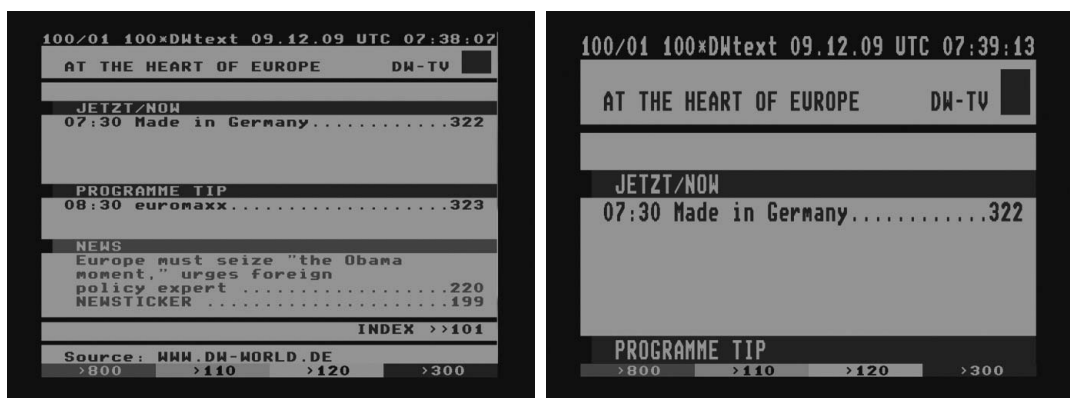 100/01 100×DWtext 09.12.09 UTC 07:38:07
AT THE HEART OF EUROPE DW-TV
JETZT/NOW
07:30 Made in Germany.............322
PROGRAMME TIP
08:30 euromaxx....................323
NEWS
Europe must seize "the Obama
moment," urges foreign
policy expert ....................220
NEWSTICKER .......................199
INDEX >>101
Source: WWW.DW-WORLD.DE
>800 >110 >120 >300
100/01 100×DWtext 09.12.09 UTC 07:39:13
AT THE HEART OF EUROPE DW-TV
JETZT/NOW
07:30 Made in Germany............322
PROGRAMME TIP
>800 >110 >120 >300